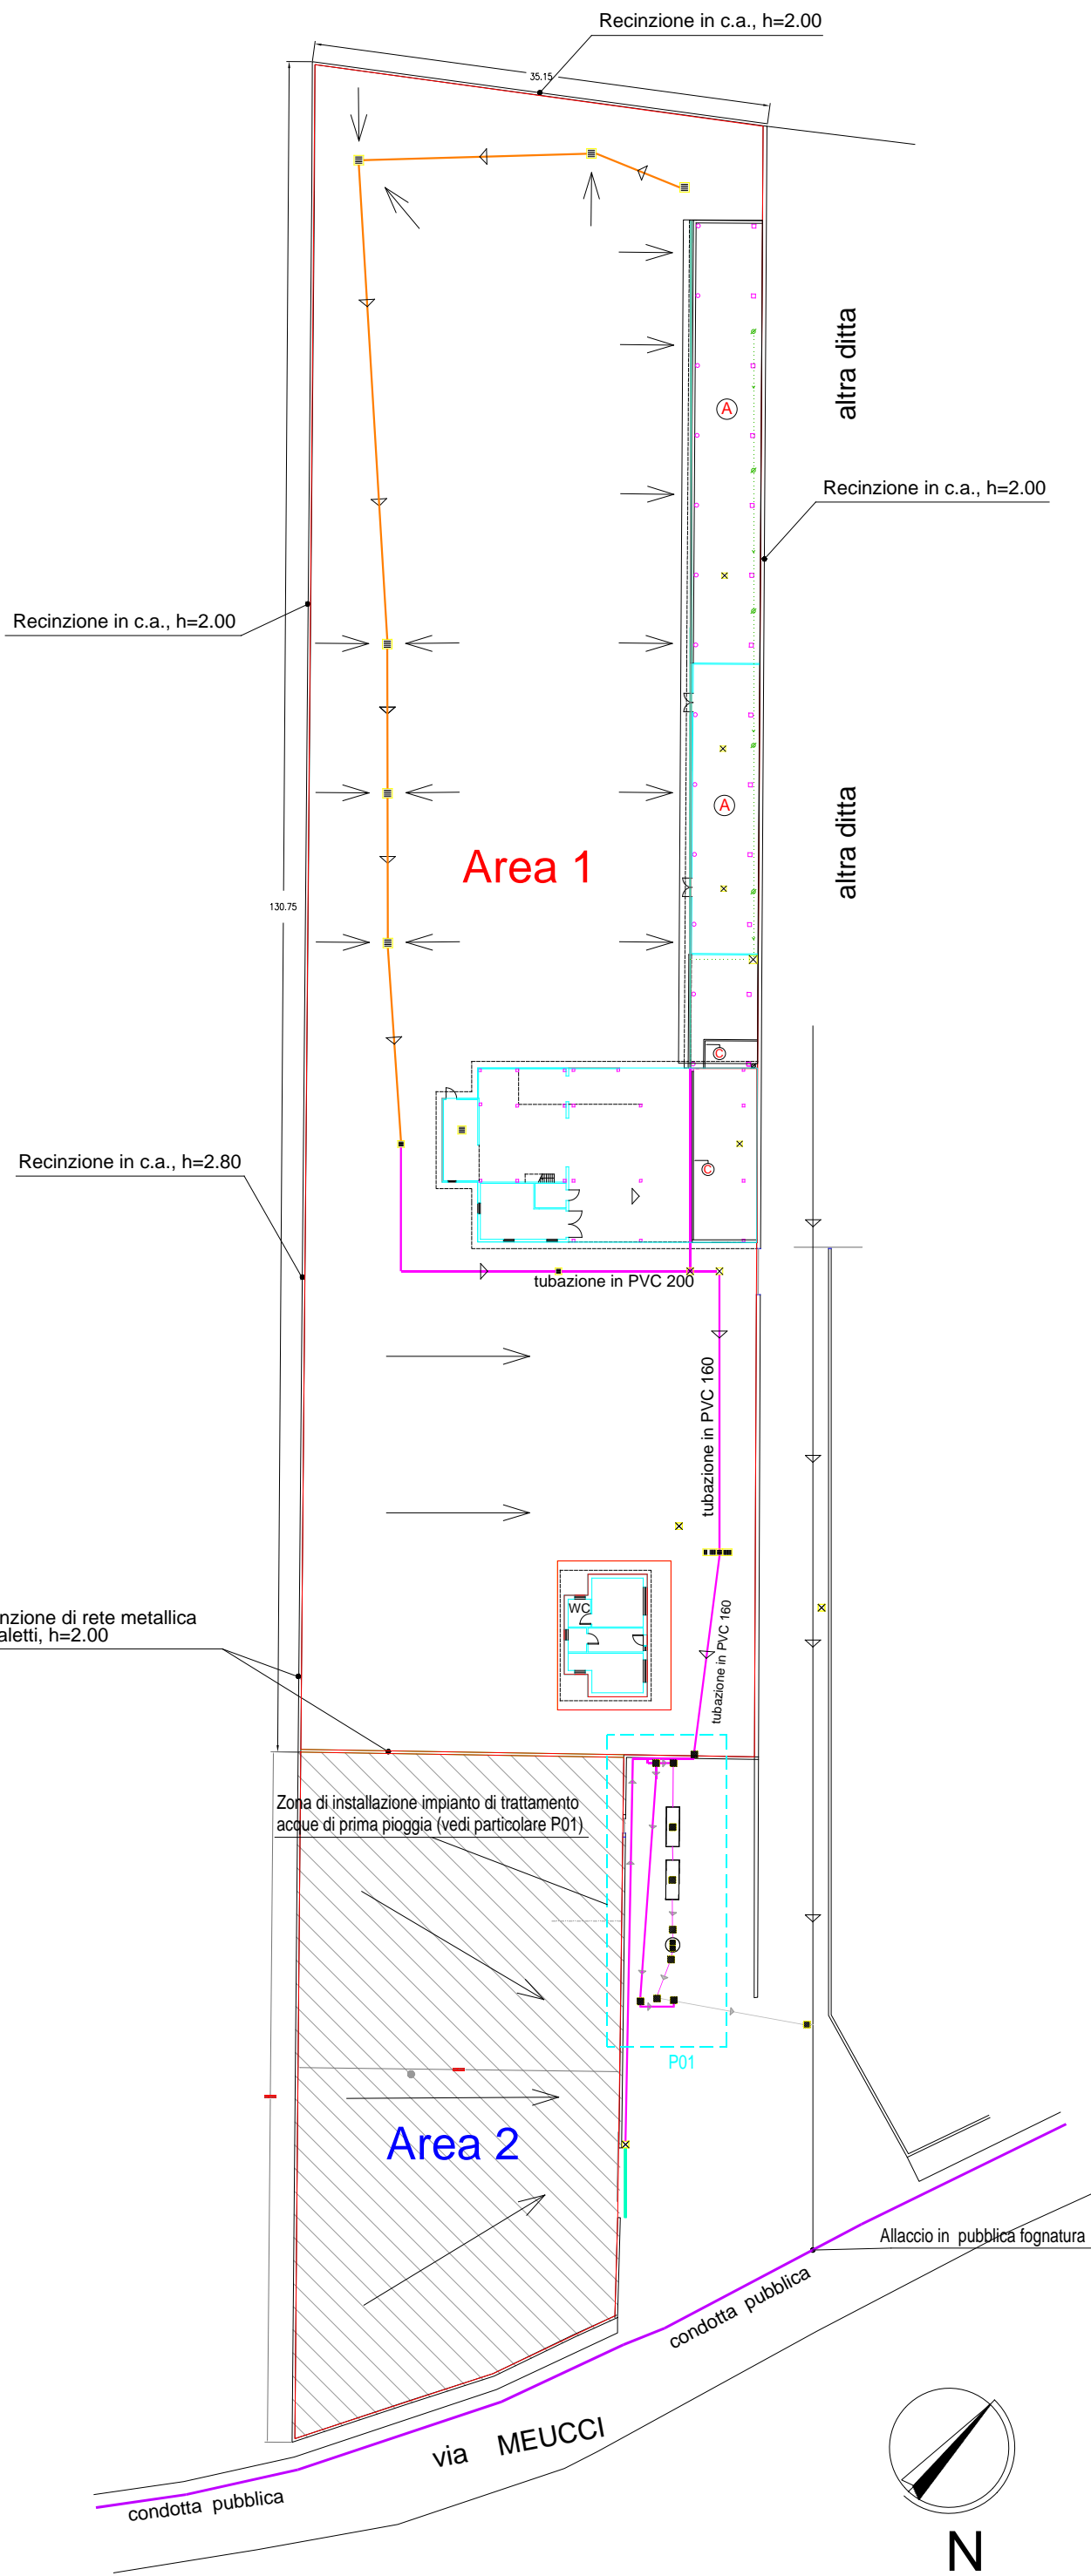 Recinzione in c.a., h=2.00
35.15
altra ditta
A
Recinzione in c.a., h=2.00
Recinzione in c.a., h=2.00
A
altra ditta
Area 1
130.75
C
Recinzione in c.a., h=2.80
C
tubazione in PVC 200
tubazione in PVC 160
WC
tubazione in PVC 160
nzione di rete metallica
aletti, h=2.00
Zona di installazione impianto di trattamento
acque di prima pioggia (vedi particolare P01)
P01
Area 2
Allaccio in pubblica fognatura
condotta pubblica
via MEUCCI
condotta pubblica
N